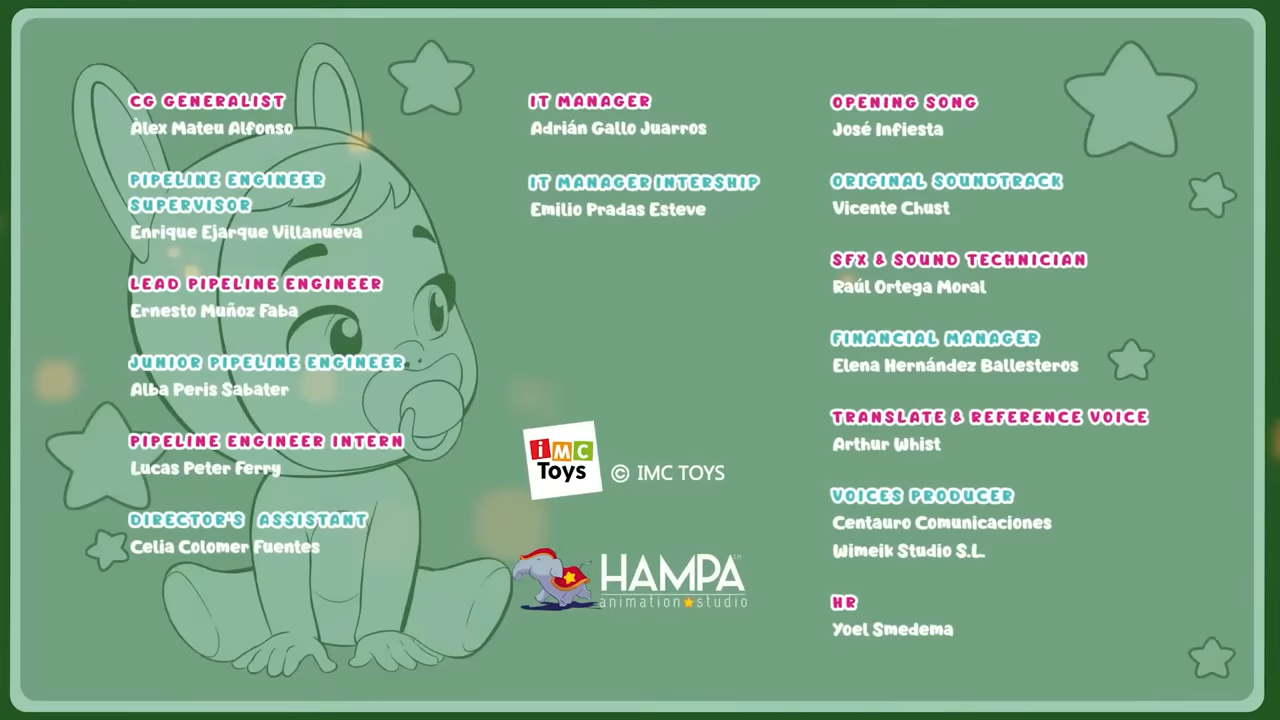 CG GENERALIST
Àlex Mateu Alfonso
PIPELINE ENGINEER
SUPERVISOR
Enrique Ejarque Villanueva
LEAD PIPELINE ENGINEER
Ernesto Muñoz Faba
JUNIOR PIPELINE ENGINEER
Alba Peris Sabater
PIPELINE ENGINEER INTERN
Lucas Peter Ferry
DIRECTOR'S ASSISTANT
Celia Colomer Fuentes
IT MANAGER
Adrián Gallo Juarros
IT MANAGER INTERSHIP
Emilio Pradas Esteve
iMC
Toys
© IMC TOYS
HAMPA™
animation studio
OPENING SONG
José Infiesta
ORIGINAL SOUNDTRACK
Vicente Chust
SFX & SOUND TECHNICIAN
Raúl Ortega Moral
FINANCIAL MANAGER
Elena Hernández Ballesteros
TRANSLATE & REFERENCE VOICE
Arthur Whist
VOICES PRODUCER
Centauro Comunicaciones
Wimeik Studio S.L.
HR
Yoel Smedema